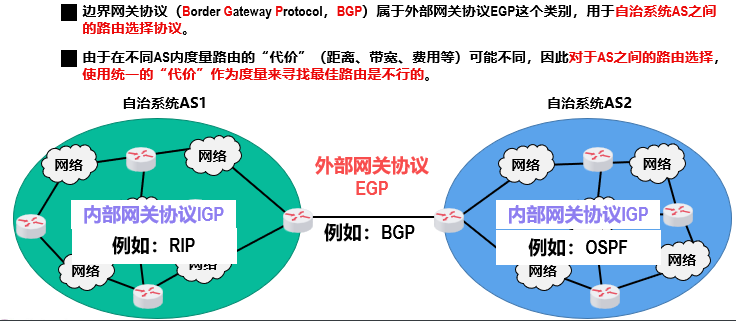 边界网关协议（Border Gateway Protocol，BGP）属于外部网关协议EGP这个类别，用于自治系统AS之间
的路由选择协议。
由于在不同AS内度量路由的“代价”（距离、带宽、费用等）可能不同，因此对于AS之间的路由选择，
使用统一的“代价”作为度量来寻找最佳路由是不行的。
自治系统AS1
自治系统AS2
网络
网络
外部网关协议
EGP
网络
网络
内部网关协议IGP
例如：RIP
例如：BGP
内部网关协议IGP
例如：OSPF
网络
网络
网络
网络